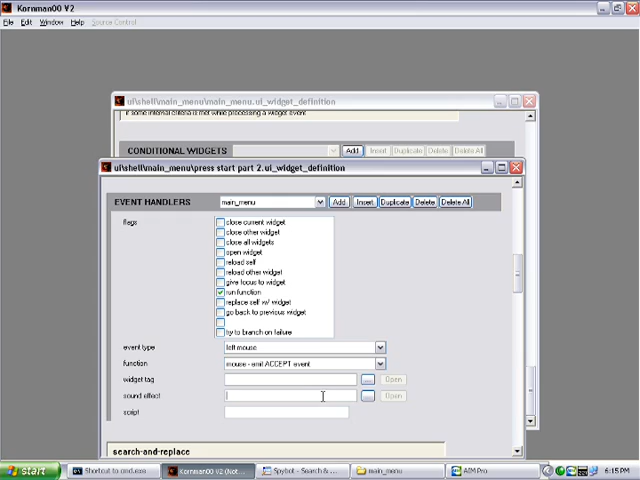 Kornman00 V2
File Edit Window Help Source Control
ui\shell\main_menu\main_menu.ui_widget_definition
if some internal criteria is met while processing a widget event
CONDITIONAL WIDGETS Add Insert Duplicate Delete Delete All
ui\shell\main_menu\press start part 2.ui_widget_definition
EVENT HANDLERS main_menu Add Insert Duplicate Delete Delete All
flags
close current widget
close other widget
close all widgets
open widget
reload self
reload other widget
give focus to widget
run function
replace self w/ widget
go back to previous widget
try to branch on failure
event type left mouse
function mouse - emit ACCEPT event
widget tag ... Open
sound effect ... Open
script
search-and-replace
start Shortcut to cmd.exe Kornman00 V2 (Not... Spybot - Search & ... main_menu AIM Pro 6:15 PM